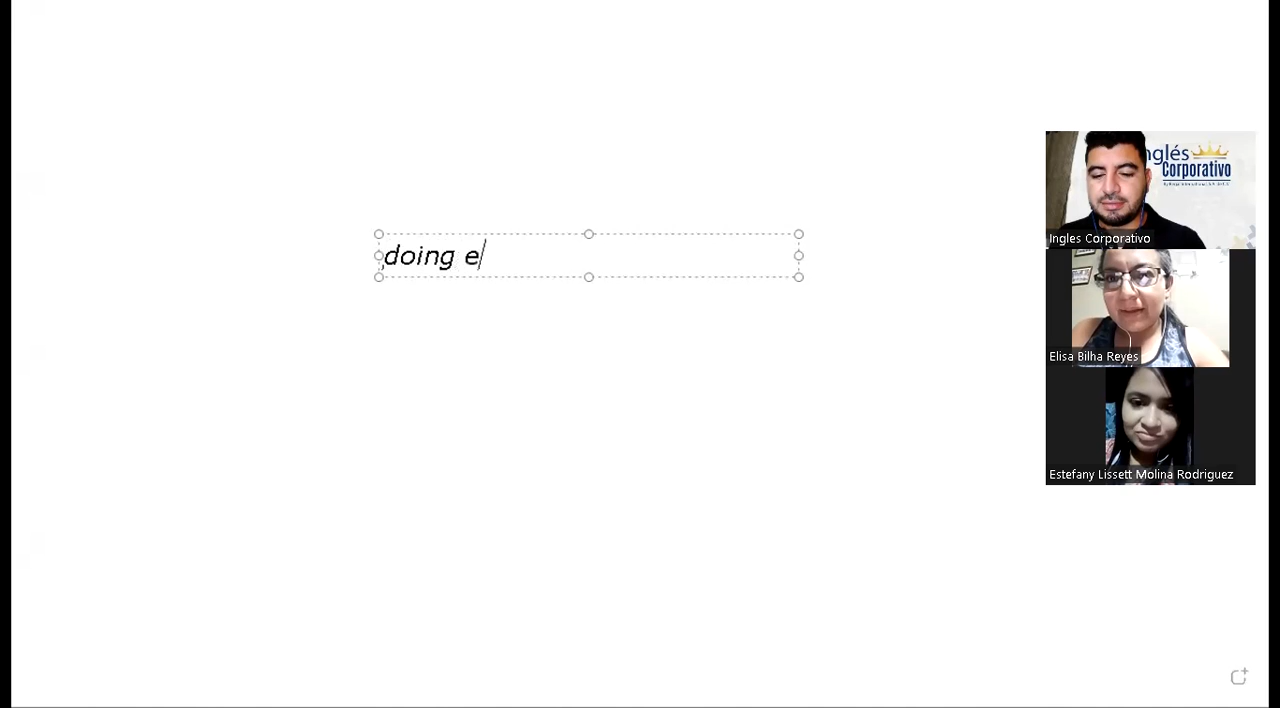 doing e
Inglés
Corporativo
Ingles Corporativo
Elisa Bilha Reyes
Estefany Lissett Molina Rodriguez